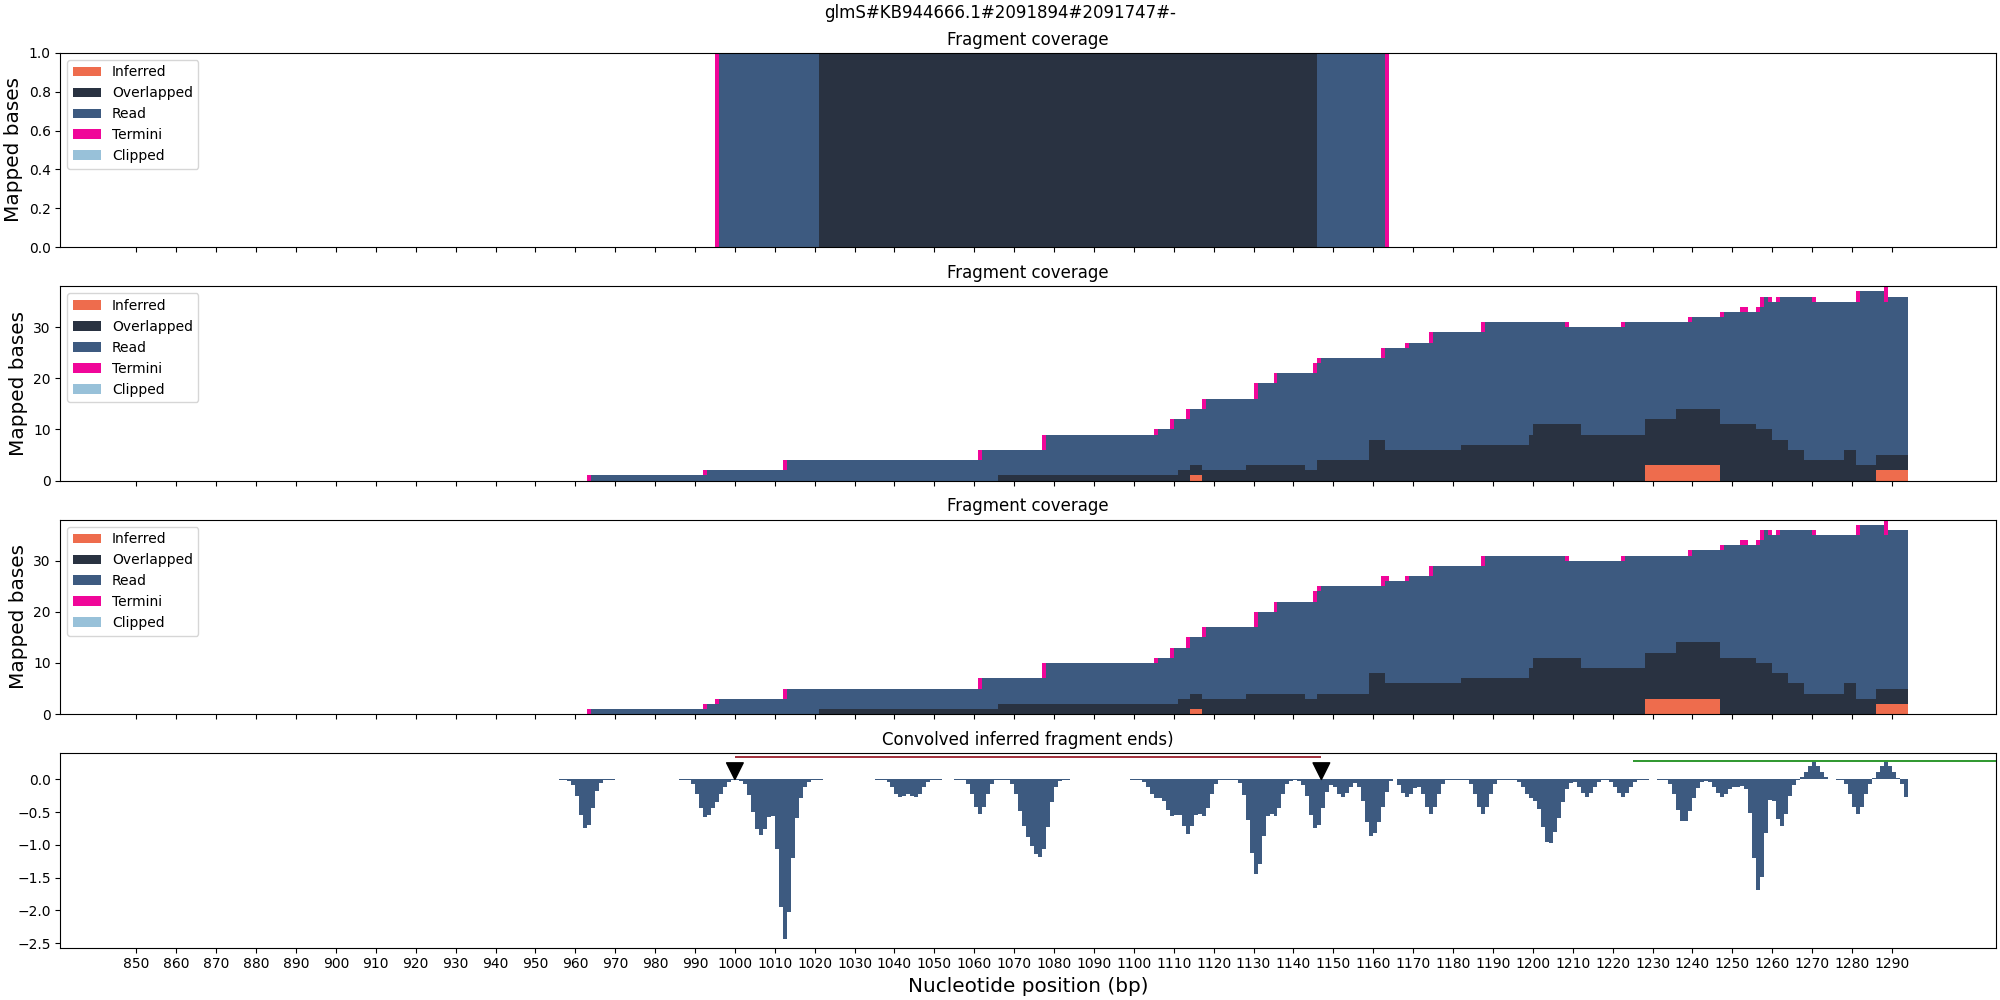 glmS#KB944666.1#2091894#2091747#-
Fragment coverage
Mapped bases
1.0
0.8
0.6
0.4
0.2
0.0
Inferred
Overlapped
Read
Termini
Clipped
Fragment coverage
Mapped bases
30
20
10
0
Inferred
Overlapped
Read
Termini
Clipped
Fragment coverage
Mapped bases
30
20
10
0
Inferred
Overlapped
Read
Termini
Clipped
Convolved inferred fragment ends)
0.0
−0.5
−1.0
−1.5
−2.0
−2.5
850 860 870 880 890 900 910 920 930 940 950 960 970 980 990 1000 1010 1020 1030 1040 1050 1060 1070 1080 1090 1100 1110 1120 1130 1140 1150 1160 1170 1180 1190 1200 1210 1220 1230 1240 1250 1260 1270 1280 1290
Nucleotide position (bp)